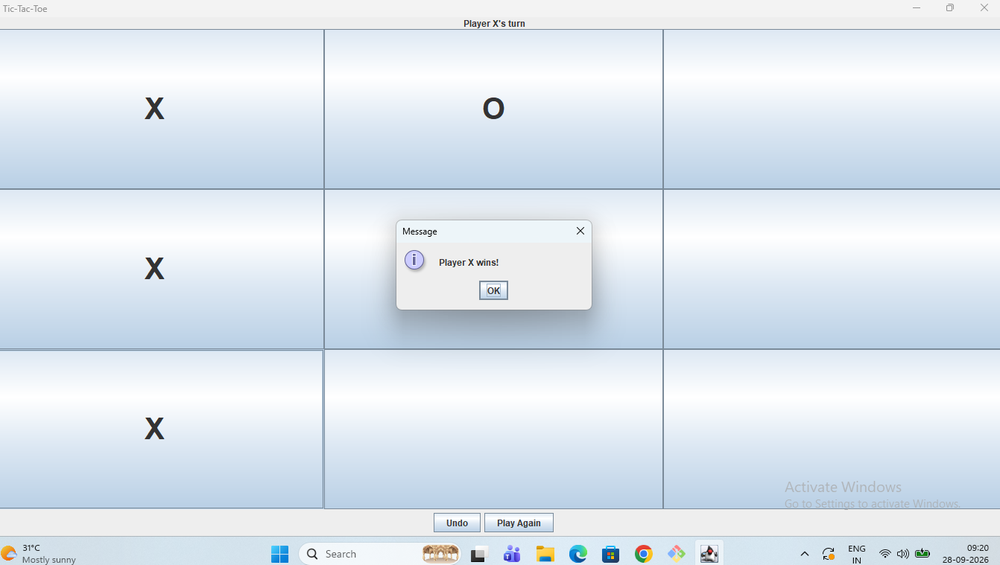 Tic-Tac-Toe
Player X's turn
X O
Message
X
i Player X wins!
OK
X
Activate Windows
Go to Settings to activate Windows.
Undo Play Again
31°C
Mostly sunny
Search
T
ENG
IN
09:20
28-09-2026